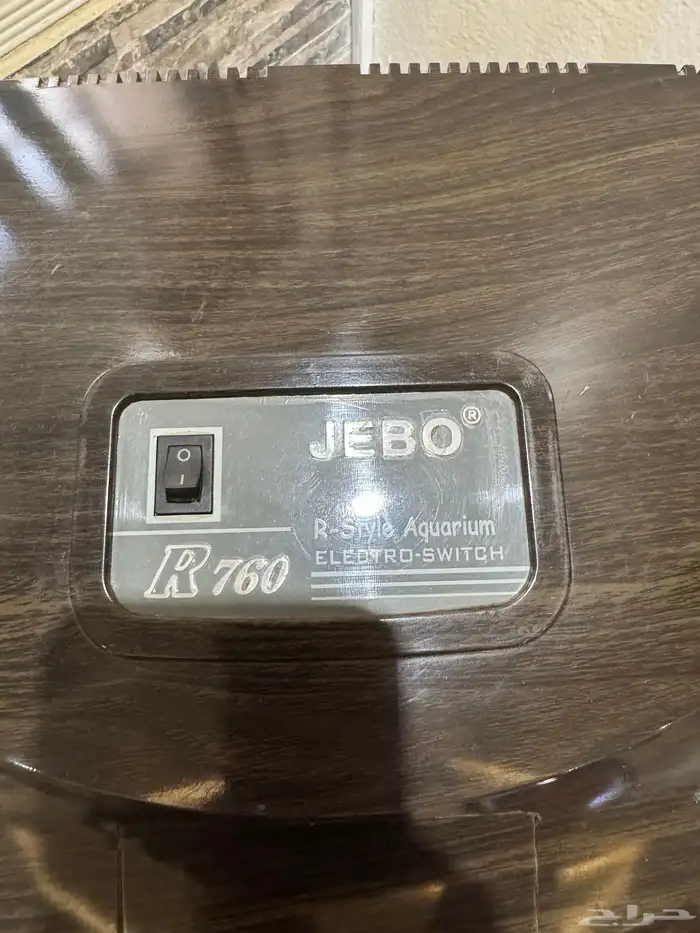 JEBO®
O
I
R-Style Aquarium
ELECTRO-SWITCH
R 760
حراج